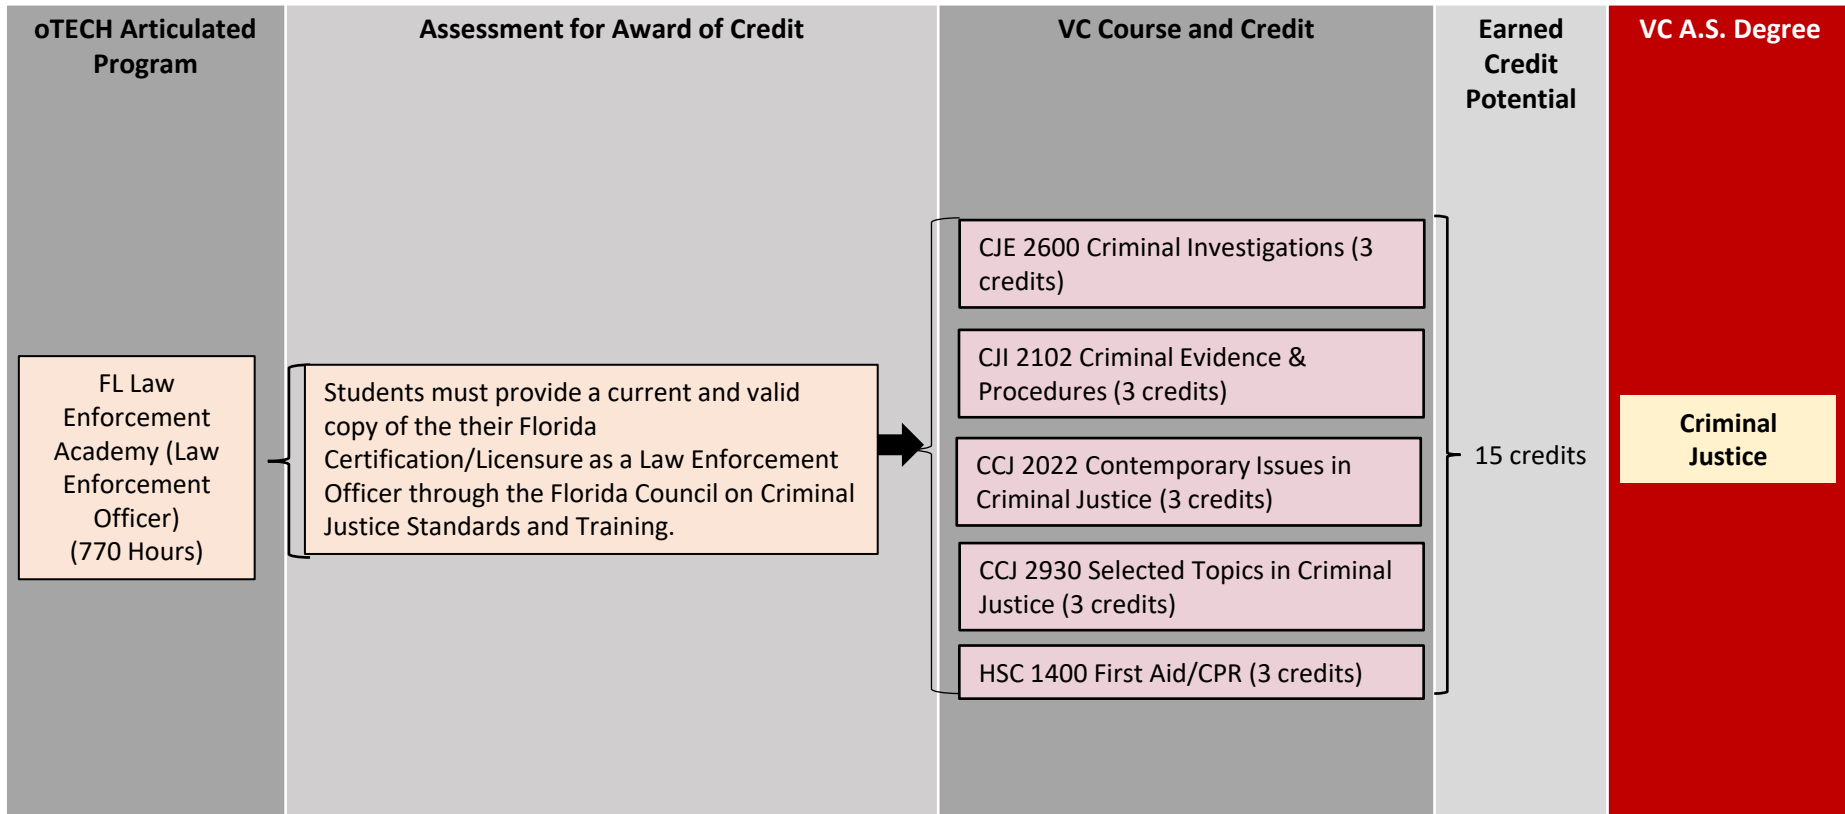 oTECH Articulated
Program
Assessment for Award of Credit
VC Course and Credit
Earned
Credit
Potential
VC A.S. Degree
FL Law
Enforcement
Academy (Law
Enforcement
Officer)
(770 Hours)
Students must provide a current and valid
copy of the their Florida
Certification/Licensure as a Law Enforcement
Officer through the Florida Council on Criminal
Justice Standards and Training.
CJE 2600 Criminal Investigations (3
credits)
CJI 2102 Criminal Evidence &
Procedures (3 credits)
CCJ 2022 Contemporary Issues in
Criminal Justice (3 credits)
CCJ 2930 Selected Topics in Criminal
Justice (3 credits)
HSC 1400 First Aid/CPR (3 credits)
15 credits
Criminal
Justice